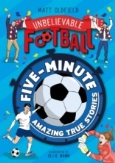 MATT OLDFIELD
UNBELIEVABLE
FOOTBALL
FIVE-MINUTE
AMAZING TRUE STORIES